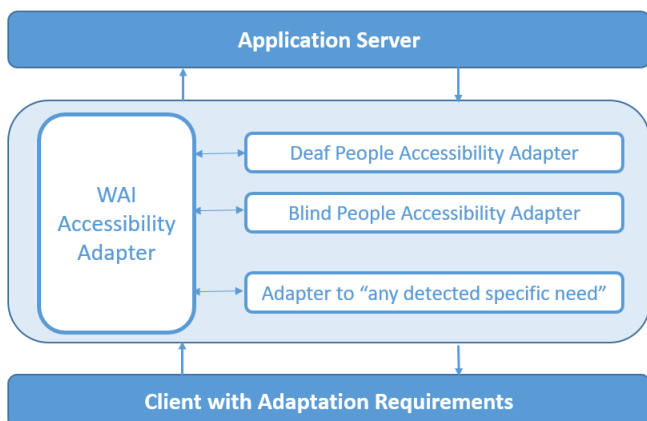 Application Server
WAI
Accessibility
Adapter
Deaf People Accessibility Adapter
Blind People Accessibility Adapter
Adapter to “any detected specific need”
Client with Adaptation Requirements